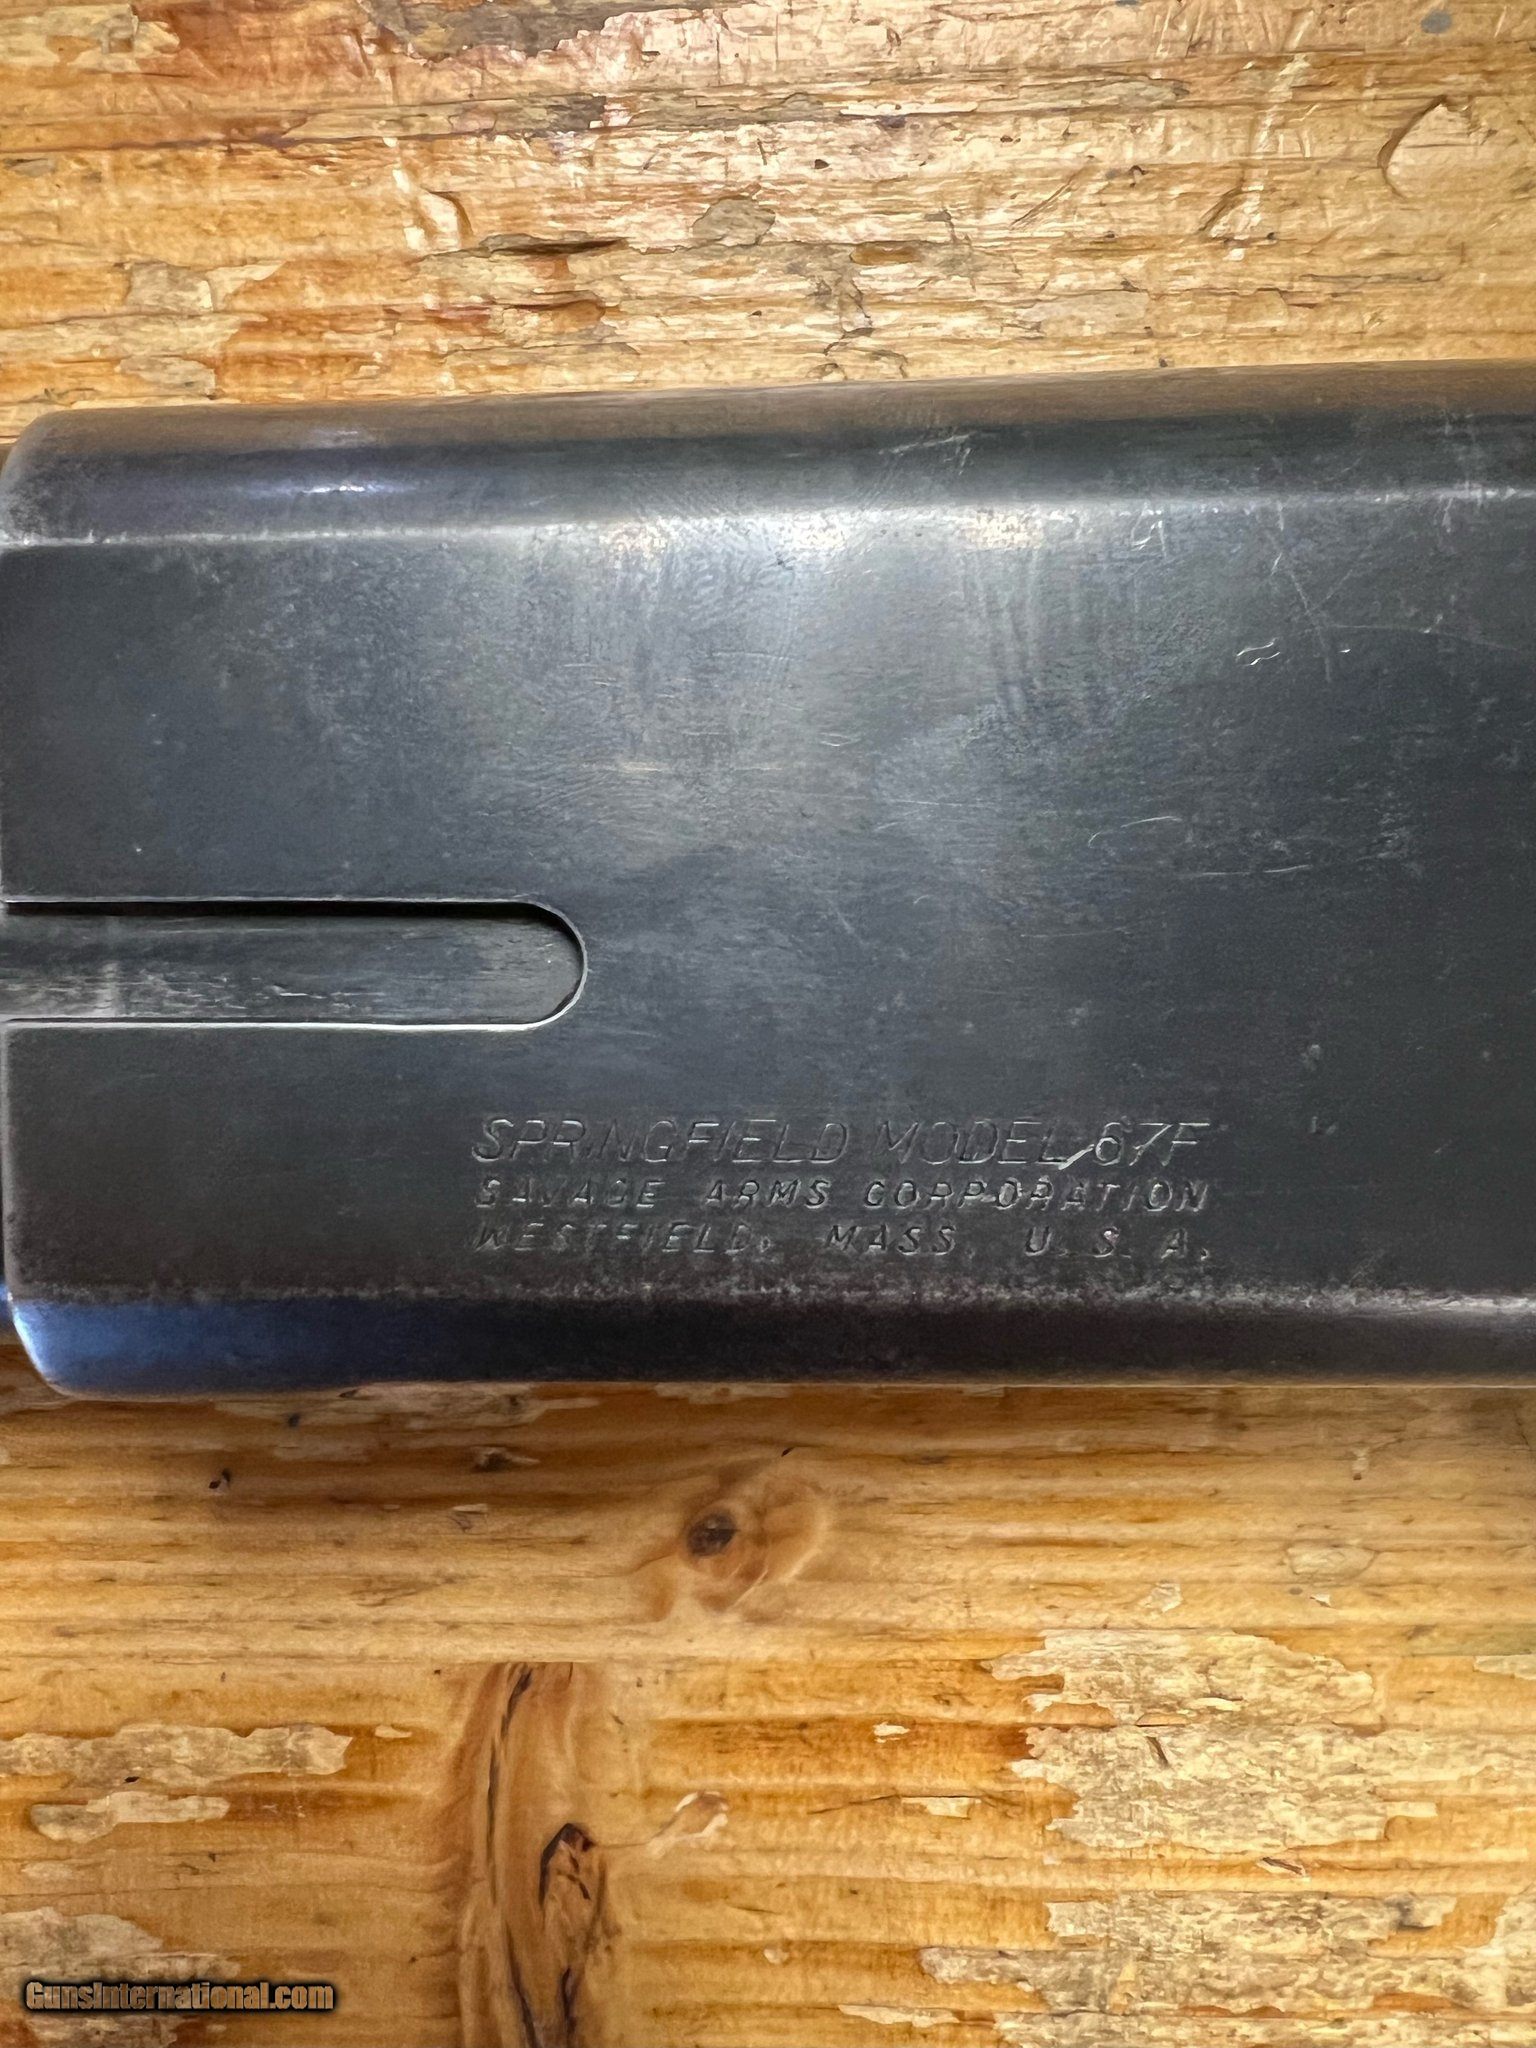 SPRINGFIELD MODEL 67F
SAVAGE ARMS CORPORATION
WESTFIELD, MASS. U. S. A.
GunsInternational.com